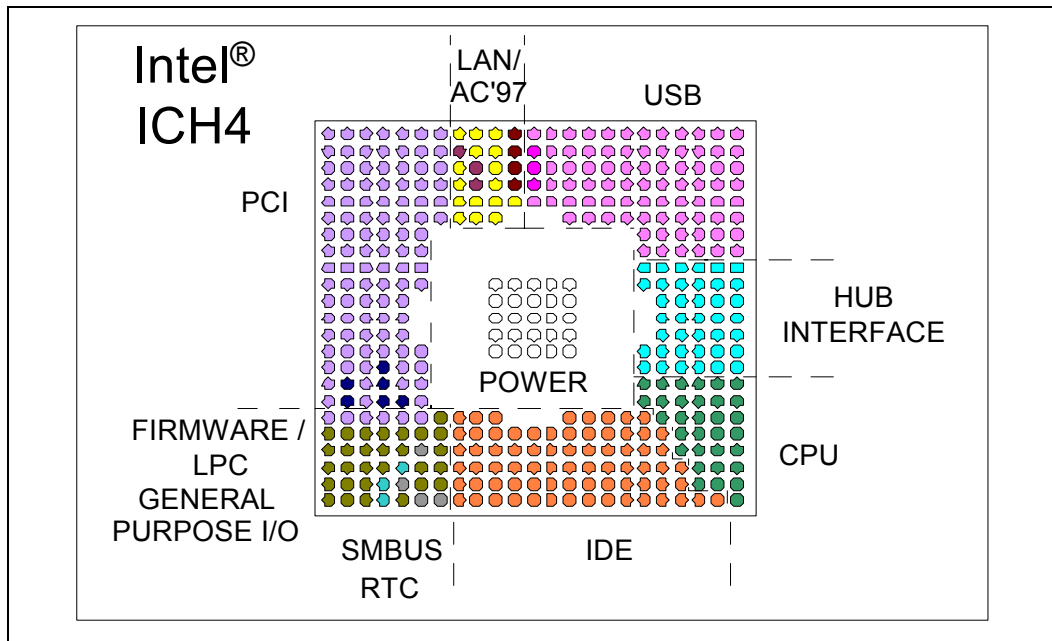 Intel®
ICH4
LAN/
AC'97
USB
PCI
HUB
INTERFACE
POWER
FIRMWARE /
LPC
GENERAL
PURPOSE I/O
CPU
SMBUS
RTC
IDE